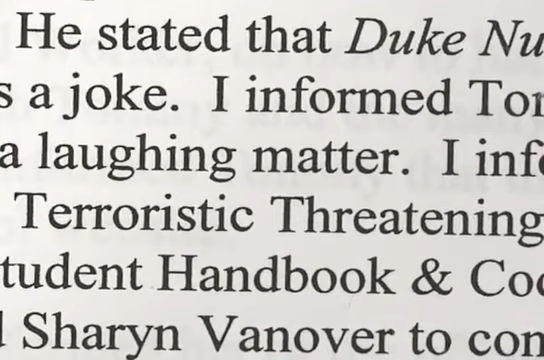 He stated that Duke Nu
s a joke. I informed Tor
a laughing matter. I inf
Terroristic Threatening
tudent Handbook & Co
Sharyn Vanover to con